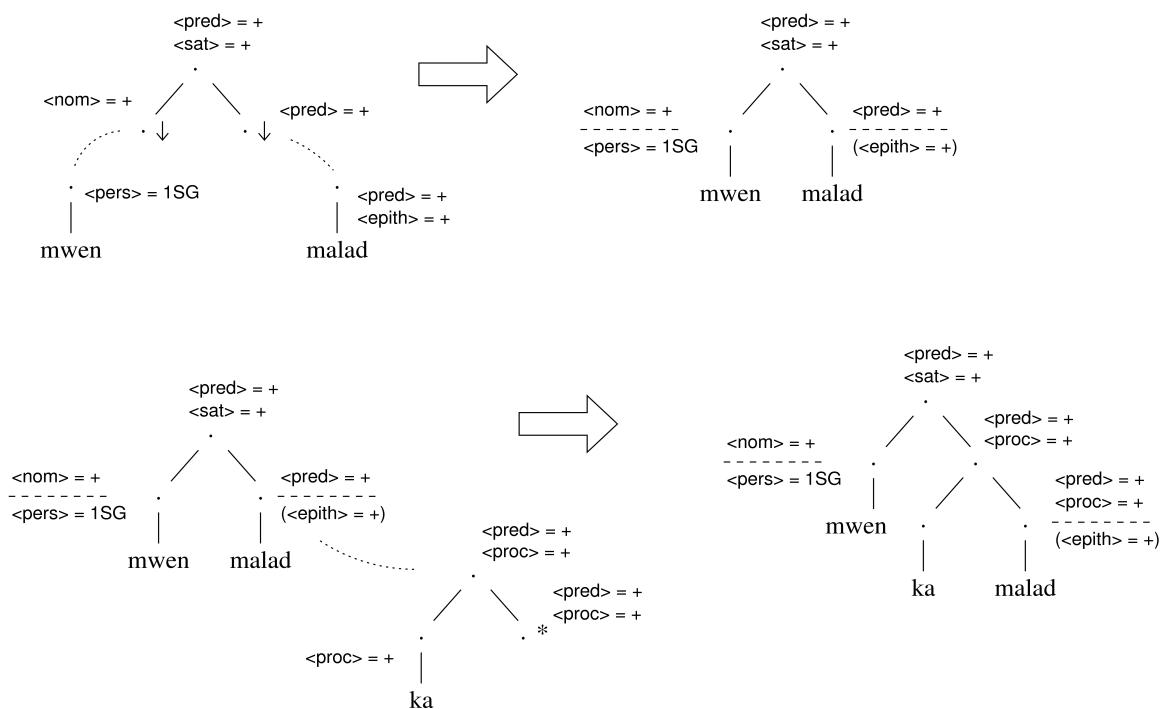 <pred> = +
<sat> = +
<nom> = +
<pred> = +
<pers> = 1SG
<pred> = +
<epith> = +
mwen
malad
<pred> = +
<sat> = +
<nom> = +
<pred> = +
<pers> = 1SG
(<epith> = +)
mwen
malad
<pred> = +
<sat> = +
<nom> = +
<pred> = +
<pers> = 1SG
(<epith> = +)
mwen
malad
<pred> = +
<proc> = +
<pred> = +
<proc> = +
*
<proc> = +
ka
<pred> = +
<sat> = +
<pred> = +
<proc> = +
<nom> = +
<pers> = 1SG
<pred> = +
<proc> = +
(<epith> = +)
mwen
ka
malad